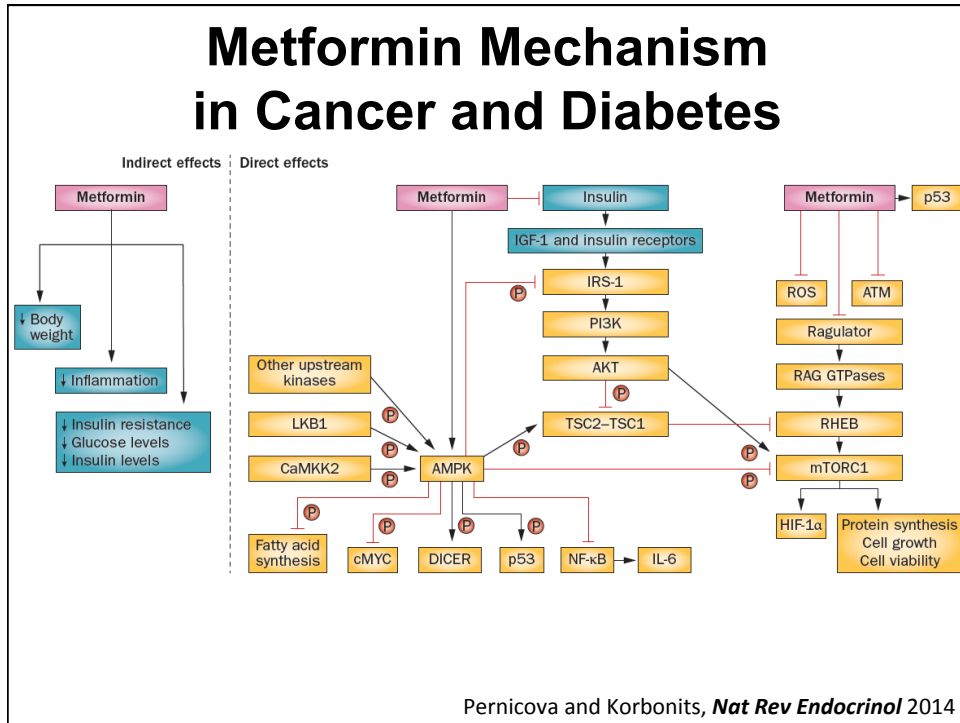 Metformin Mechanism
in Cancer and Diabetes
Indirect effects
Direct effects
Metformin
↓ Body
weight
↓ Inflammation
↓ Insulin resistance
↓ Glucose levels
↓ Insulin levels
Metformin
Insulin
IGF-1 and insulin receptors
IRS-1
P
PI3K
AKT
P
TSC2–TSC1
Other upstream
kinases
P
LKB1
P
CaMKK2
P
AMPK
P
P
Fatty acid
synthesis
P
cMYC
P
DICER
P
p53
NF-κB
IL-6
Metformin
p53
ROS
ATM
Ragulator
RAG GTPases
RHEB
P
mTORC1
HIF-1α
Protein synthesis
Cell growth
Cell viability
Pernicova and Korbonits, Nat Rev Endocrinol 2014